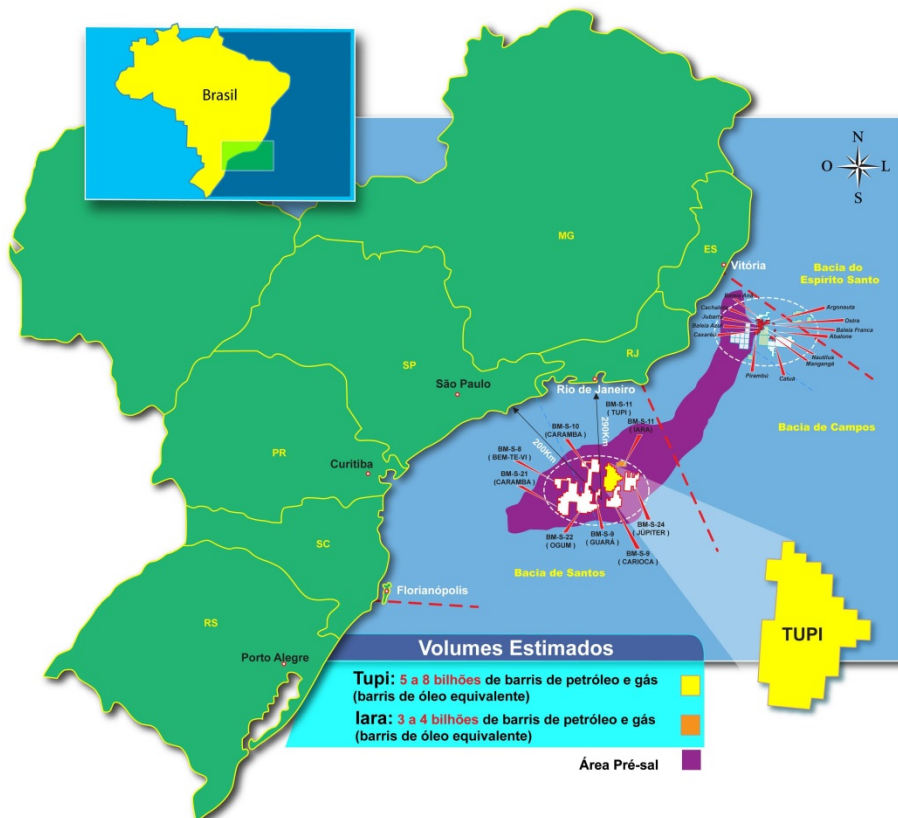 Brasil
N
O
L
S
MG
ES
Vitória
Bacia do
Espírito Santo
Cachalote
Jubarte
Baleia Azul
Caxaréu
Pirambú
Catuá
Argonauta
Ostra
Baleia Franca
Abalone
Nautilus
Mangangá
RJ
SP
São Paulo
Rio de Janeiro
Bacia de Campos
BM-S-11
( TUPI )
BM-S-11
( IARA)
BM-S-10
(CARAMBA)
BM-S-8
( BEM-TE-VI )
BM-S-21
(CARAMBA )
200Km
290Km
PR
Curitiba
BM-S-22
( OGUM )
BM-S-9
( GUARÁ )
BM-S-24
( JÚPITER )
BM-S-9
( CARIOCA )
SC
Bacia de Santos
Florianópolis
RS
Porto Alegre
TUPI
Volumes Estimados
Tupi: 5 a 8 bilhões de barris de petróleo e gás
(barris de óleo equivalente)
Iara: 3 a 4 bilhões de barris de petróleo e gás
(barris de óleo equivalente)
Área Pré-sal